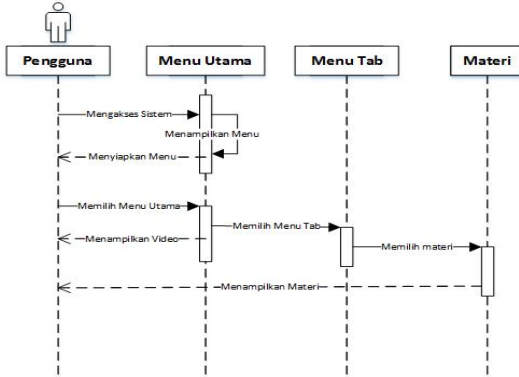 Pengguna
Menu Utama
Menu Tab
Materi
Mengakses Sistem
Menampilkan Menu
Menyiapkan Menu
Memilih Menu Utama
Memilih Menu Tab
Menampilkan Video
Memilih materi
Menampilkan Materi